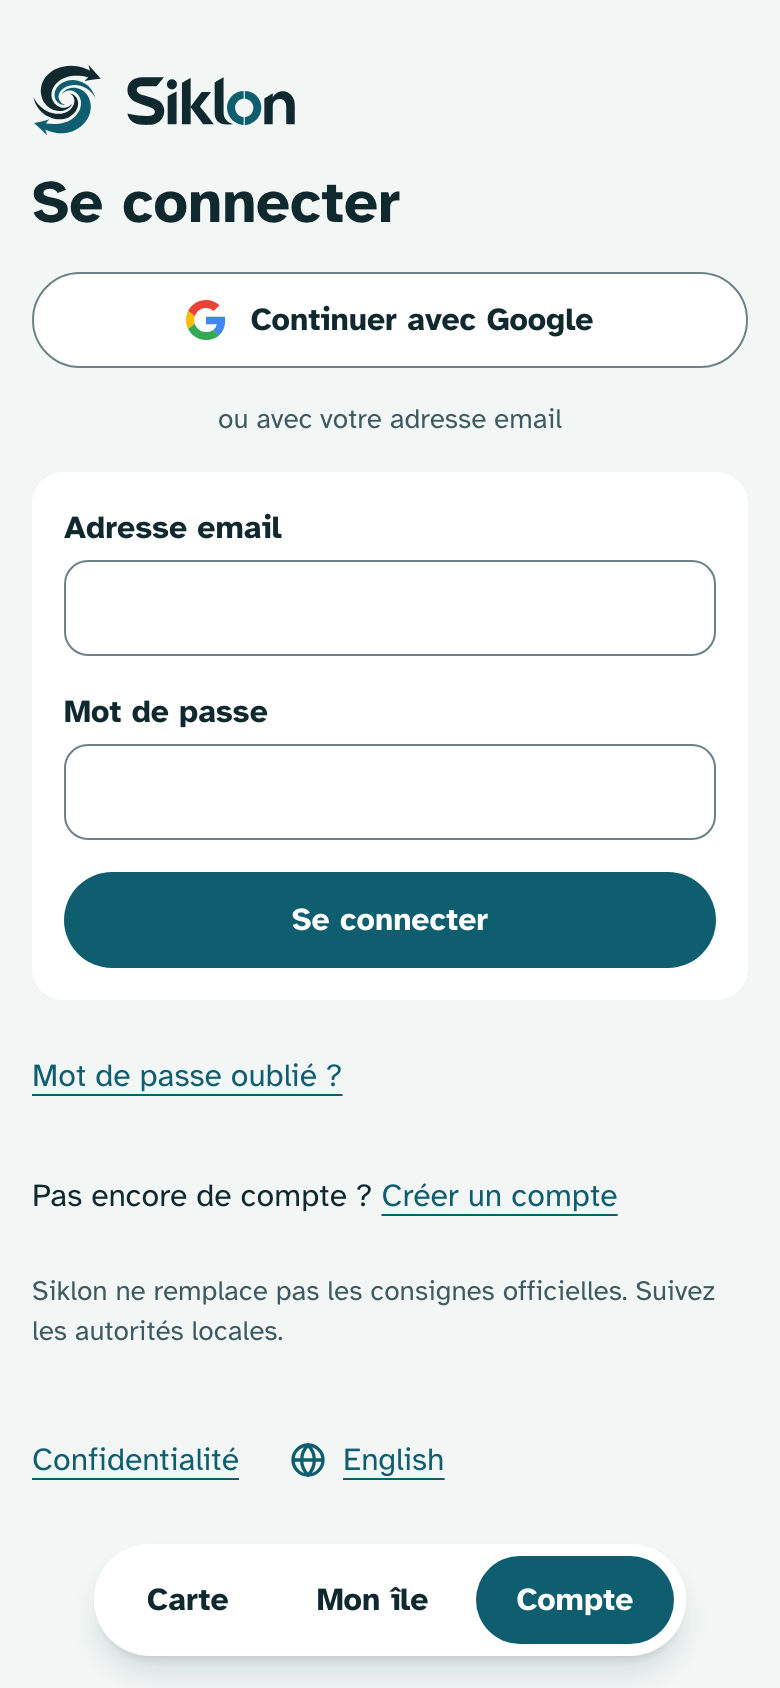 Siklon
Se connecter
Continuer avec Google
ou avec votre adresse email
Adresse email
Mot de passe
Se connecter
Mot de passe oublié ?
Pas encore de compte ? Créer un compte
Siklon ne remplace pas les consignes officielles. Suivez
les autorités locales.
Confidentialité English
Carte Mon île Compte